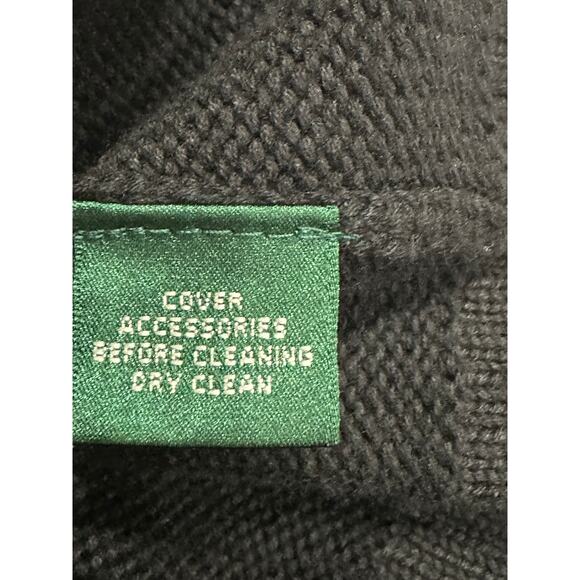 COVER
ACCESSORIES
BEFORE CLEANING
DRY CLEAN